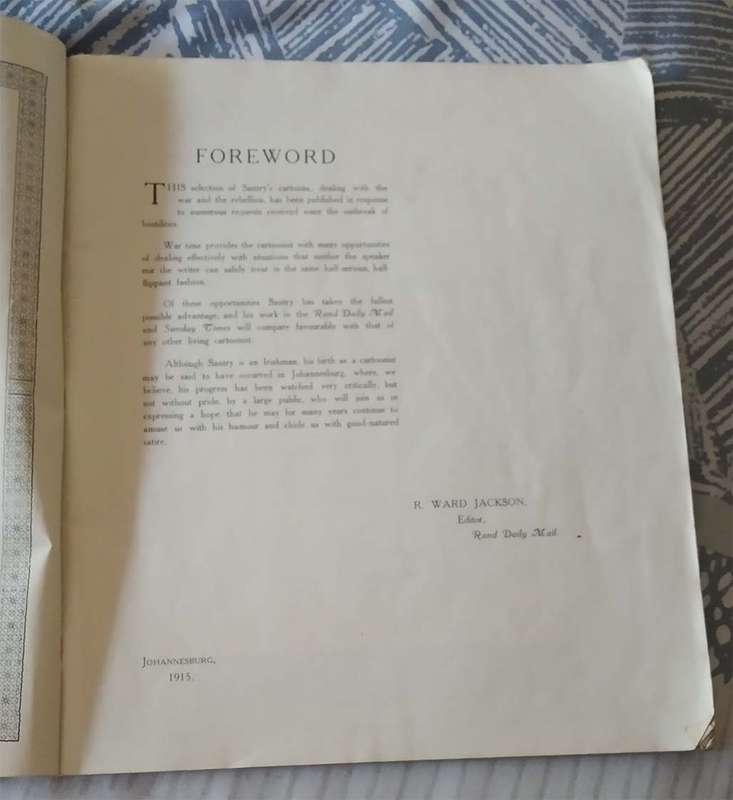 FOREWORD
THIS selection of Santry's cartoons, dealing with the
war and the rebellion, has been published in response
to numerous requests received since the outbreak of
hostilities.
War time provides the cartoonist with many opportunities
of dealing effectively with situations that neither the speaker
nor the writer can safely treat in the same half-serious, half-
flippant fashion.
Of these opportunities Santry has taken the fullest
possible advantage, and his work in the Rand Daily Mail
and Sunday Times will compare favourable with that of
any other living cartoonist.
Although Santry is an Irishman, his birth as a cartoonist
may be said to have occurred in Johannesburg, where, we
believe, his progress has been watched very critically, but
not without pride, by a large public, who will join us in
expressing a hope that he may for many years continue to
amuse us with his humour and chide us with good-natured
satire.
R. WARD JACKSON,
Editor,
Rand Daily Mail.
JOHANNESBURG,
1915.